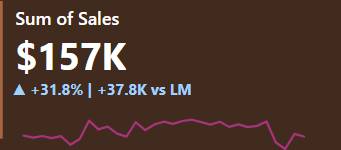 Sum of Sales
$157K
▲ +31.8% | +37.8K vs LM